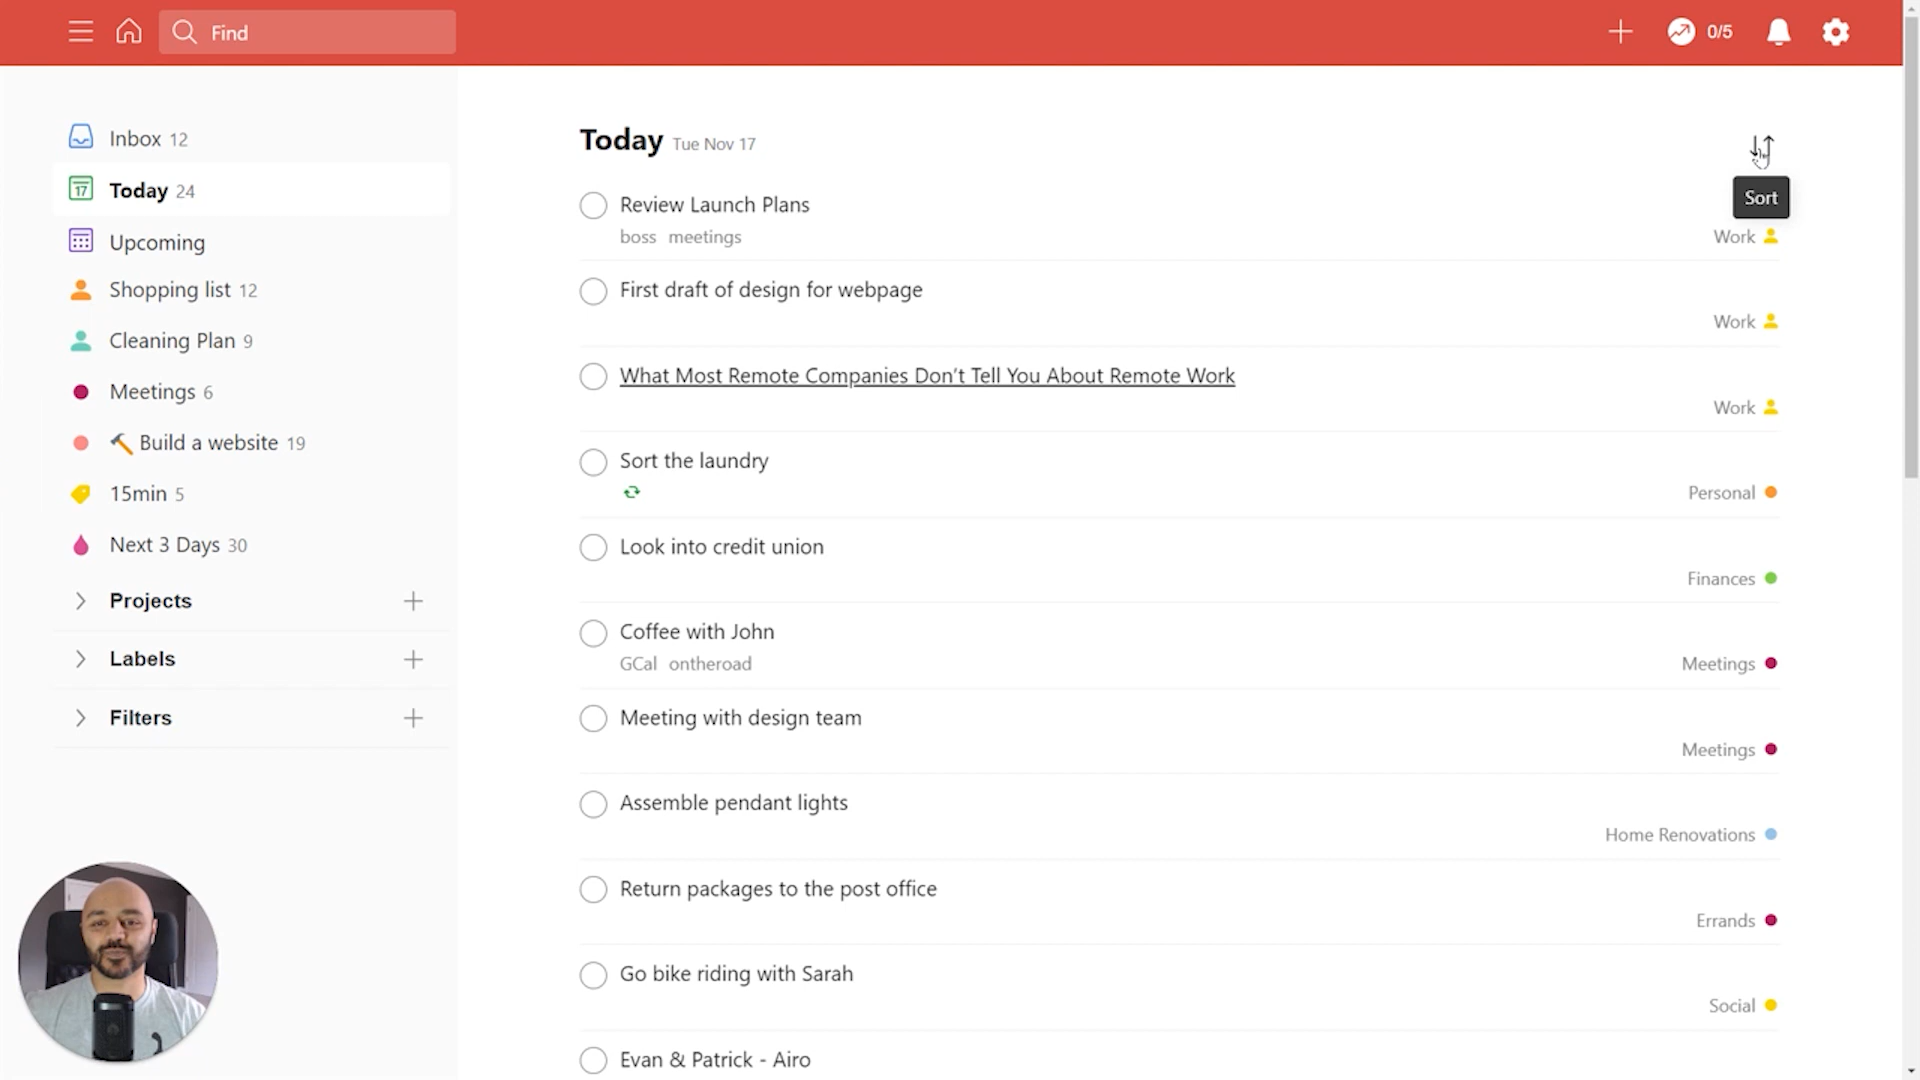 Find
0/5
Inbox 12
17 Today 24
Upcoming
Shopping list 12
Cleaning Plan 9
Meetings 6
Build a website 19
15min 5
Next 3 Days 30
Projects
Labels
Filters
Today Tue Nov 17
Sort
Review Launch Plans
boss meetings
Work
First draft of design for webpage
Work
What Most Remote Companies Don't Tell You About Remote Work
Work
Sort the laundry
Personal
Look into credit union
Finances
Coffee with John
GCal ontheroad
Meetings
Meeting with design team
Meetings
Assemble pendant lights
Home Renovations
Return packages to the post office
Errands
Go bike riding with Sarah
Social
Evan & Patrick - Airo